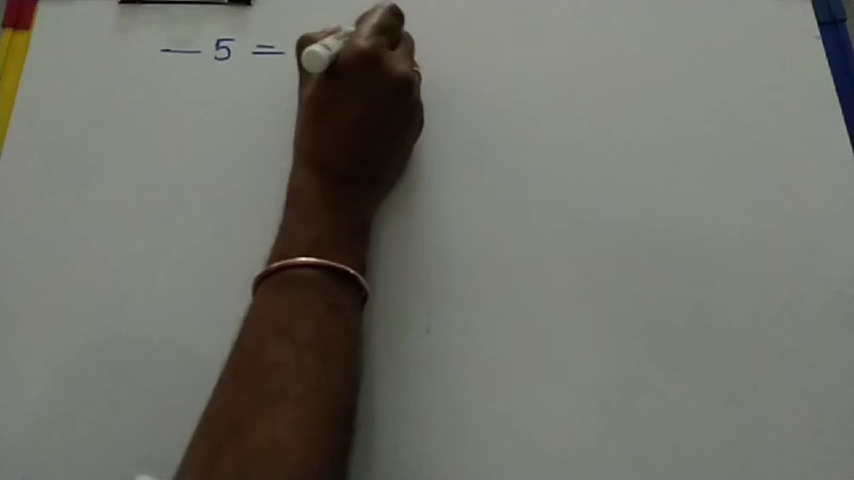 — 5 =